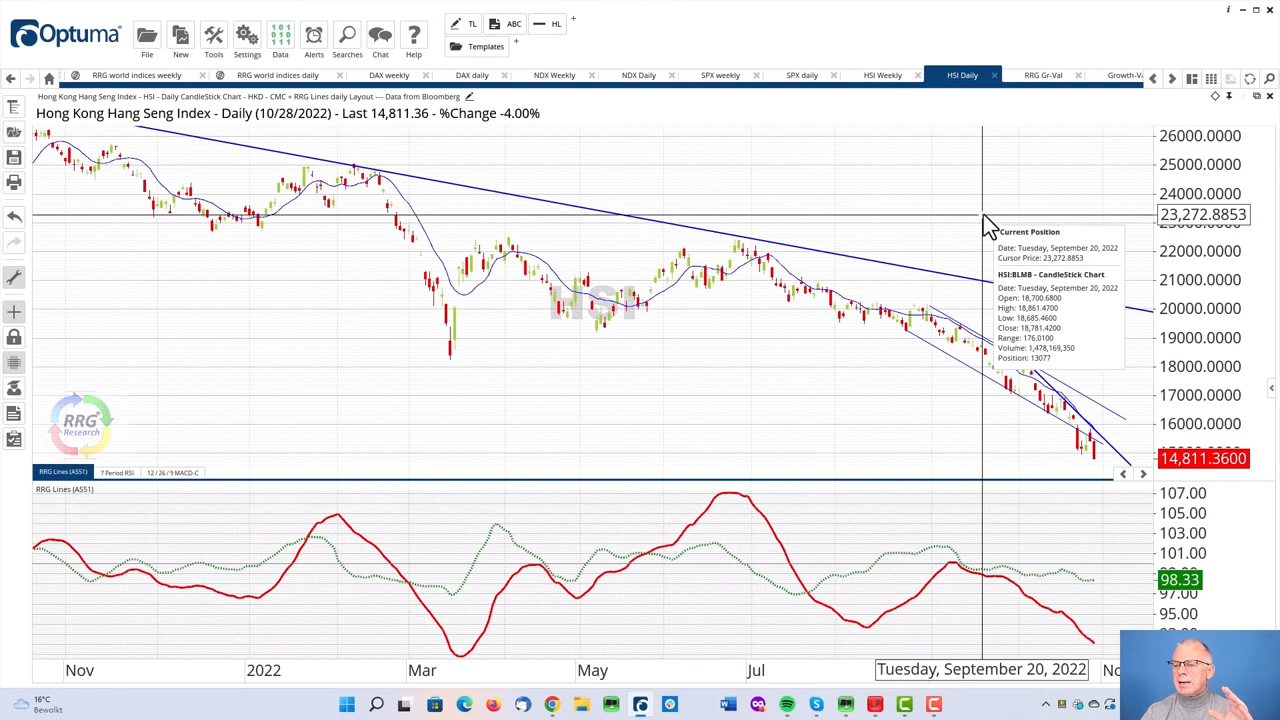 Optuma®
File
New
Tools
Settings
Data
Alerts
Searches
Chat
Help
TL
ABC
HL
Templates
RRG world indices weekly
RRG world indices daily
DAX weekly
DAX daily
NDX Weekly
NDX Daily
SPX weekly
SPX daily
HSI Weekly
HSI Daily
RRG Gr-Val
Growth-Va
Hong Kong Hang Seng Index - HSI - Daily CandleStick Chart - HKD - CMC + RRG Lines daily Layout --- Data from Bloomberg
Hong Kong Hang Seng Index - Daily (10/28/2022) - Last 14,811.36 - %Change -4.00%
26000.0000
25000.0000
24000.0000
23,272.8853
22000.0000
21000.0000
20000.0000
19000.0000
18000.0000
17000.0000
16000.0000
14,811.3600
Current Position
Date: Tuesday, September 20, 2022
Cursor Price: 23,272.8853
HSI:BLMB - CandleStick Chart
Date: Tuesday, September 20, 2022
Open: 18,700.6800
High: 18,861.4700
Low: 18,685.4600
Close: 18,781.4200
Range: 176.0100
Volume: 1,478,169,350
Position: 13077
HSI
RRG
Research
RRG Lines (AS51)
7 Period RSI
12 / 26 / 9 MACD-C
RRG Lines (AS51)
107.00
105.00
103.00
101.00
98.33
97.00
95.00
Nov
2022
Mar
May
Jul
Tuesday, September 20, 2022
No
16°C
Bewolkt